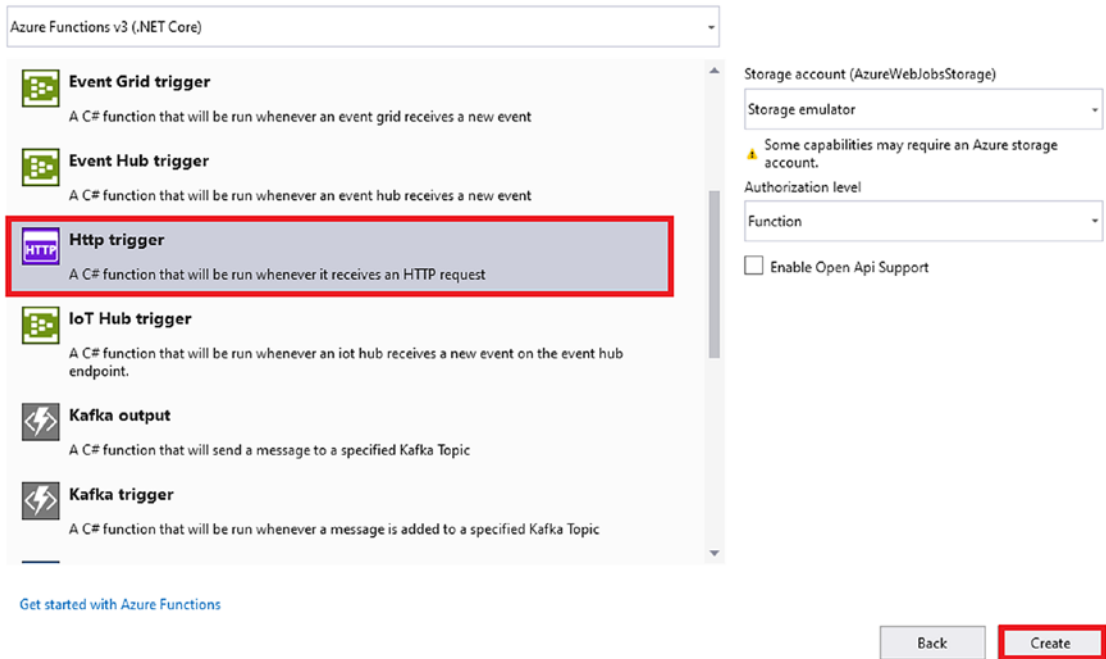 Azure Functions v3 (.NET Core)
Event Grid trigger
A C# function that will be run whenever an event grid receives a new event
Event Hub trigger
A C# function that will be run whenever an event hub receives a new event
HTTP
Http trigger
A C# function that will be run whenever it receives an HTTP request
IoT Hub trigger
A C# function that will be run whenever an iot hub receives a new event on the event hub
endpoint.
Kafka output
A C# function that will send a message to a specified Kafka Topic
Kafka trigger
A C# function that will be run whenever a message is added to a specified Kafka Topic
Get started with Azure Functions
Storage account (AzureWebJobsStorage)
Storage emulator
Some capabilities may require an Azure storage
account.
Authorization level
Function
Enable Open Api Support
Back
Create